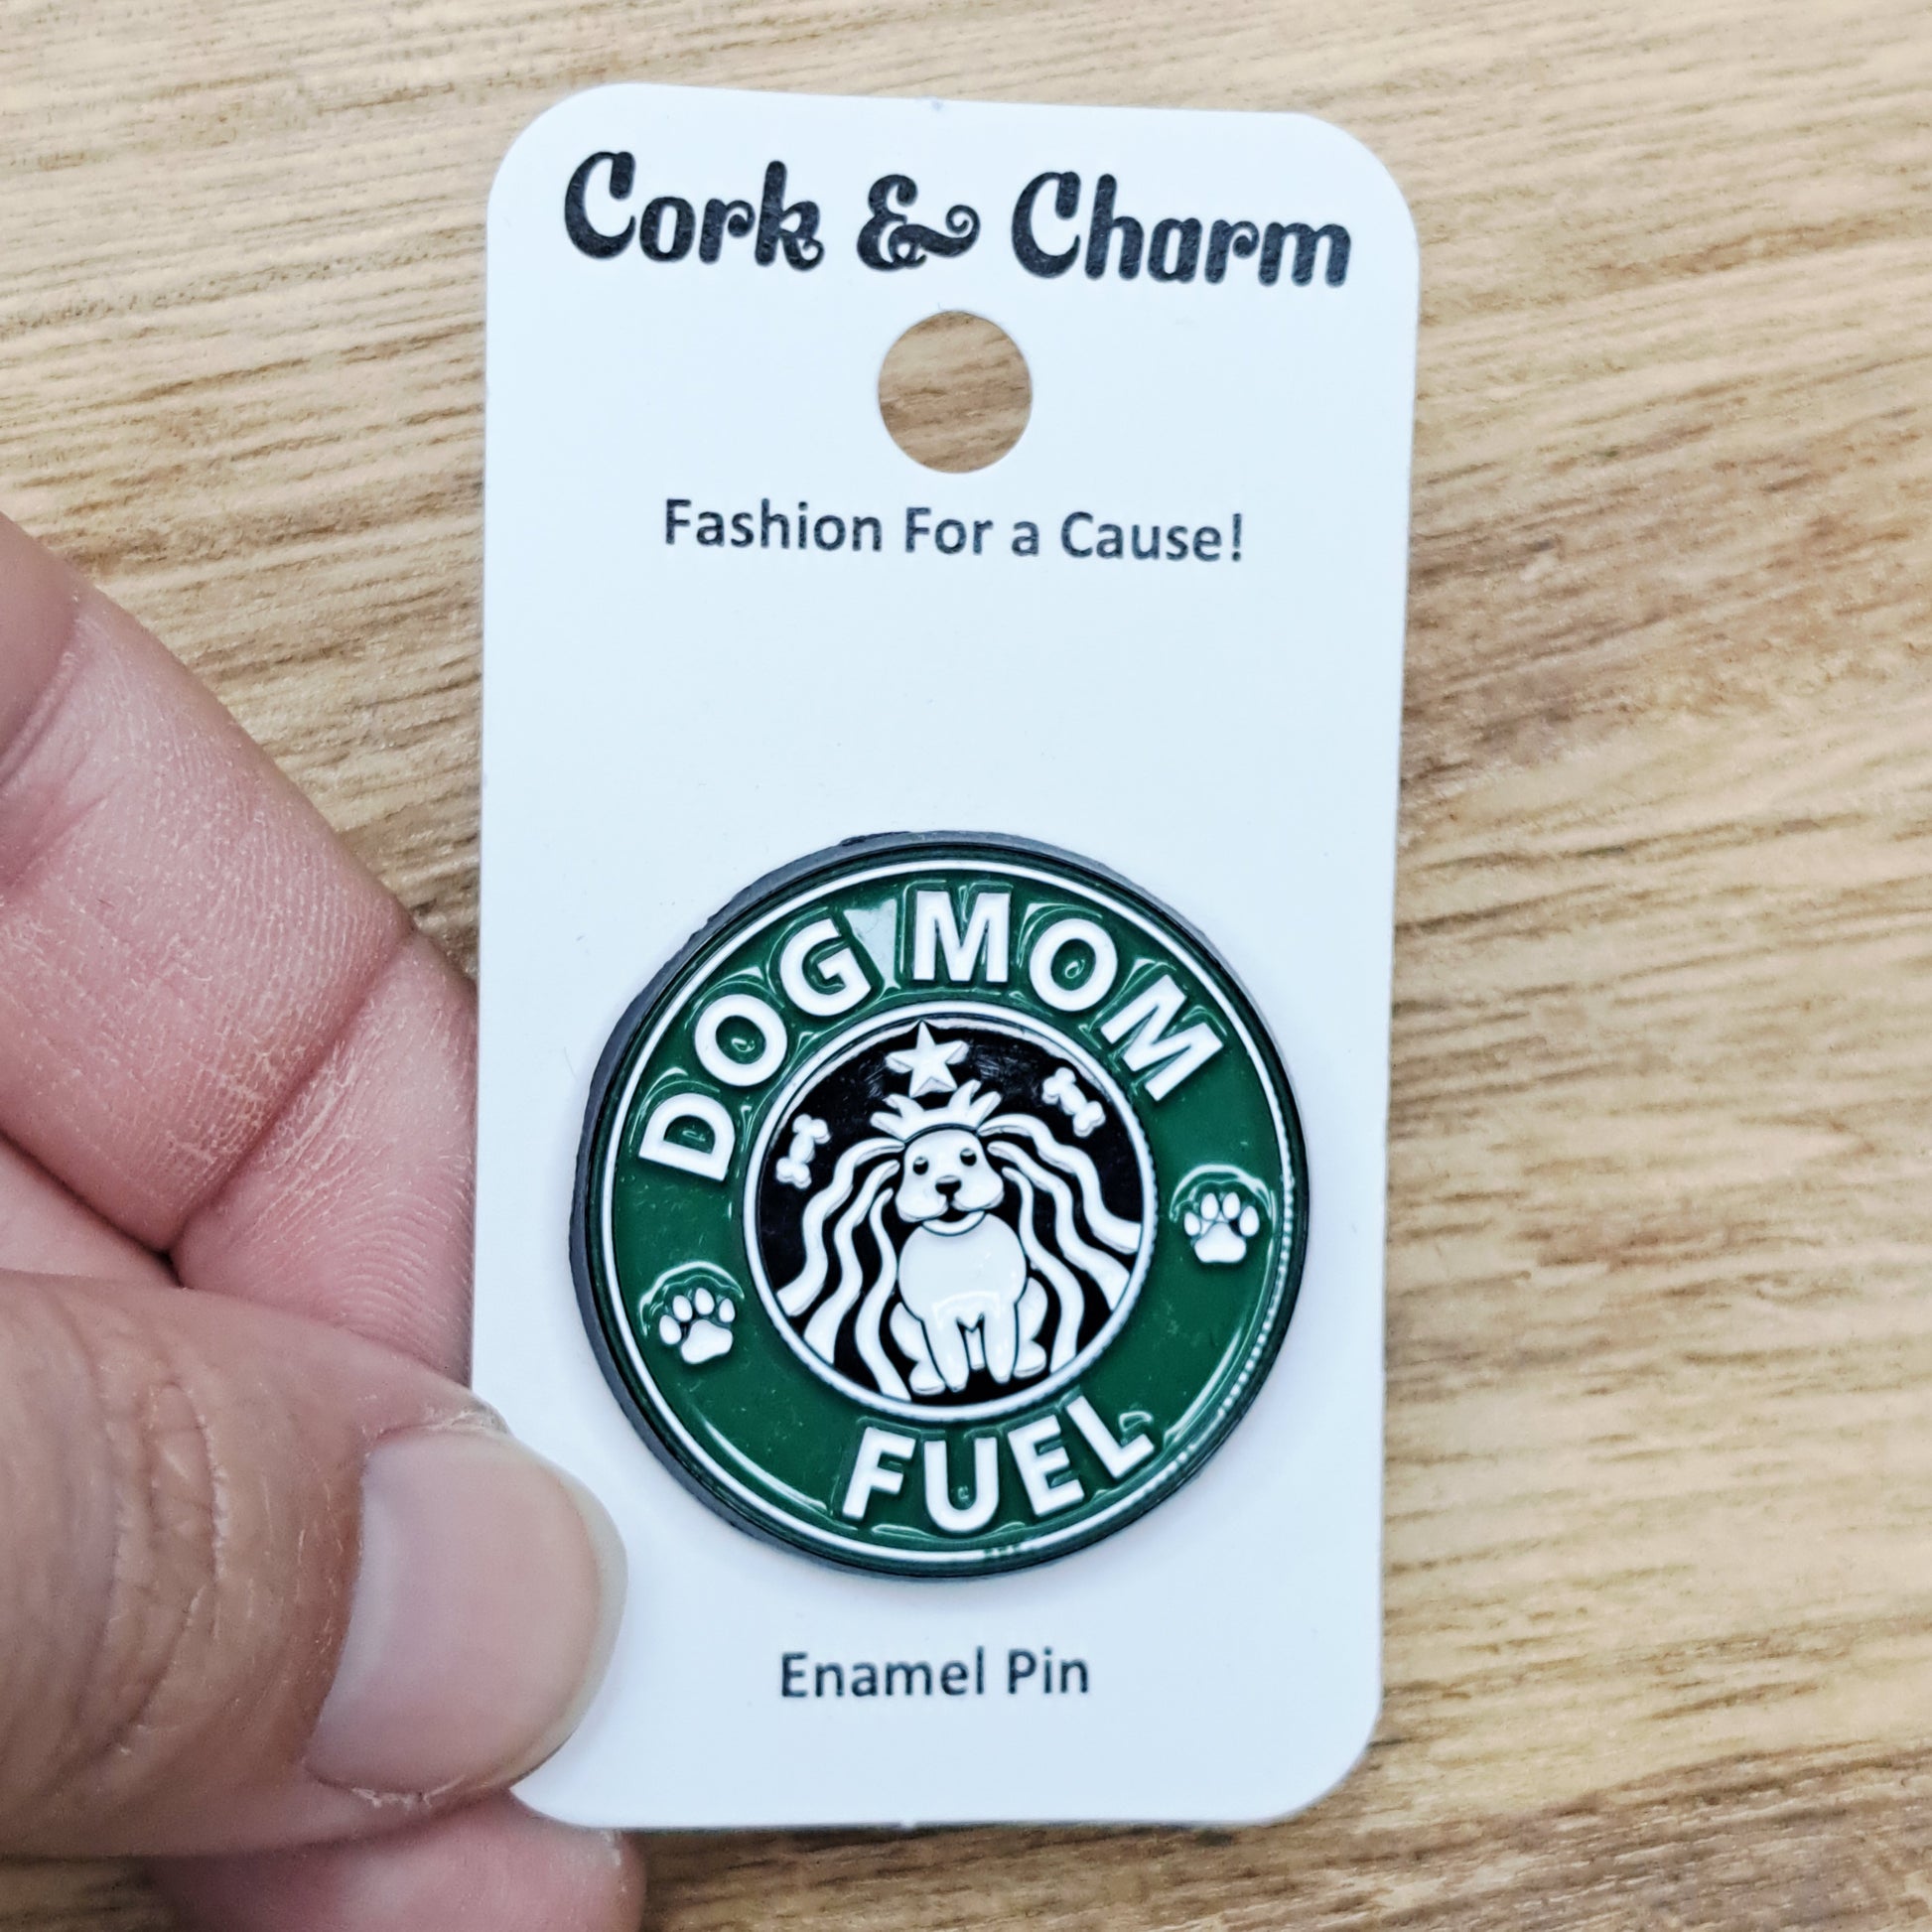 Cork & Charm
Fashion For a Cause!
DOG MOM
FUEL
Enamel Pin